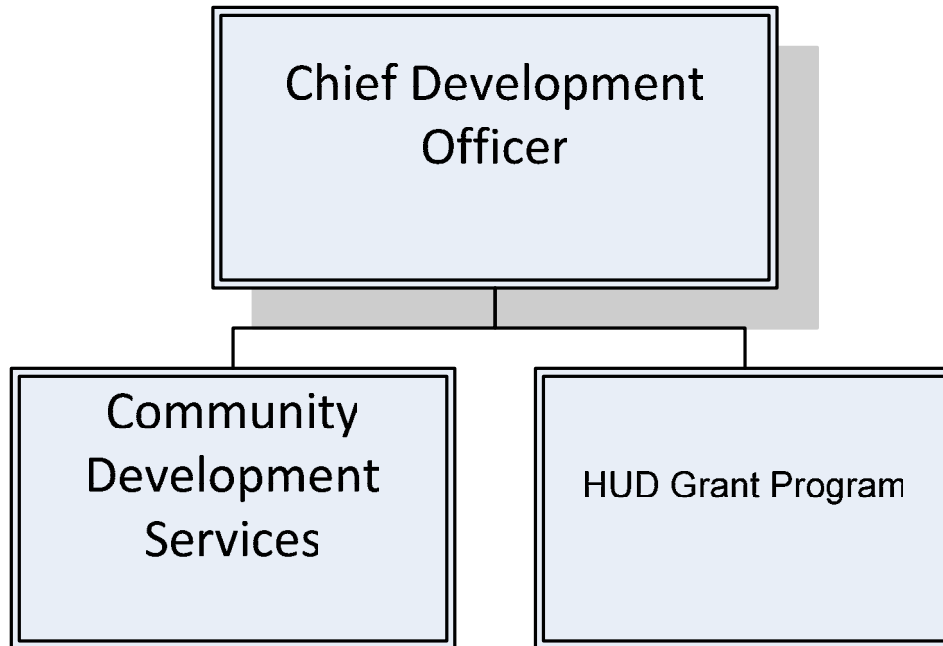 Chief Development
Officer
Community
Development
Services
HUD Grant Program